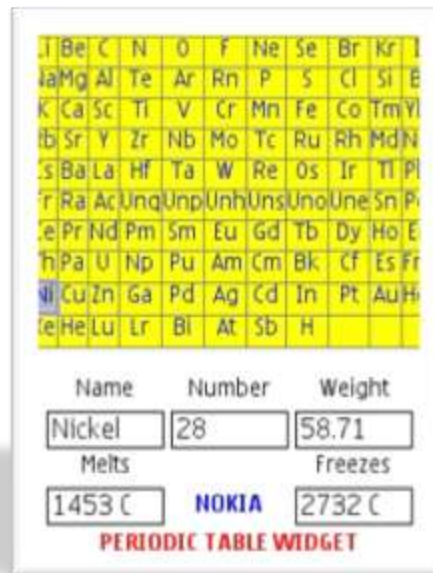 Be C N O F Ne Se Br Kr
Mg Al Te Ar Rn P S Cl Si
K Ca Sc Ti V Cr Mn Fe Co Tm
Sr Y Zr Nb Mo Tc Ru Rh Md
Ba La Hf Ta W Re Os Ir Tl
Ra Ac Unq Unp Unh Uns Uno Une Sn
Pr Nd Pm Sm Eu Gd Tb Dy Ho
Pa U Np Pu Am Cm Bk Cf Es
Ni Cu Zn Ga Pd Ag Cd In Pt Au
He Lu Lr Bi At Sb H
Name Number Weight
Nickel 28 58.71
Melts Freezes
1453 C NOKIA 2732 C
PERIODIC TABLE WIDGET